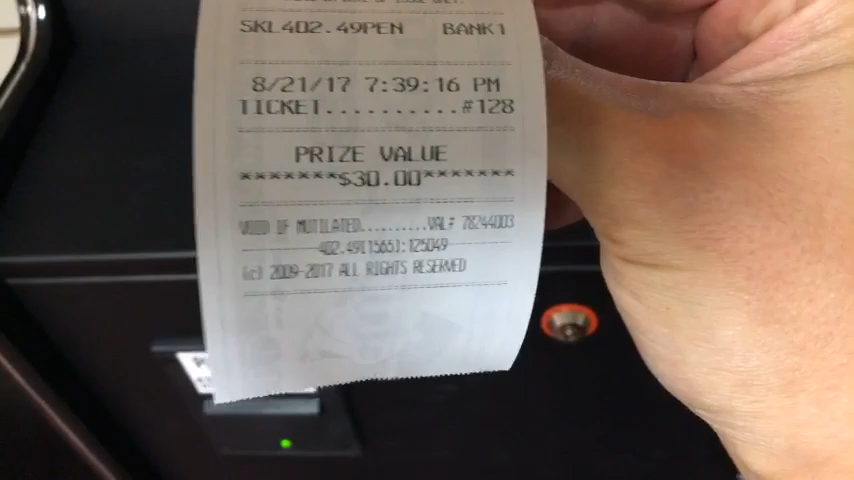 SKL402.49PEN BANK1
8/21/17 7:39:16 PM
TICKET..........#128
PRIZE VALUE
*******$30.00*******
VOID IF MUTILATED..........VAL# 78244003
402.49[1565]:125049
(c) 2009-2017 ALL RIGHTS RESERVED